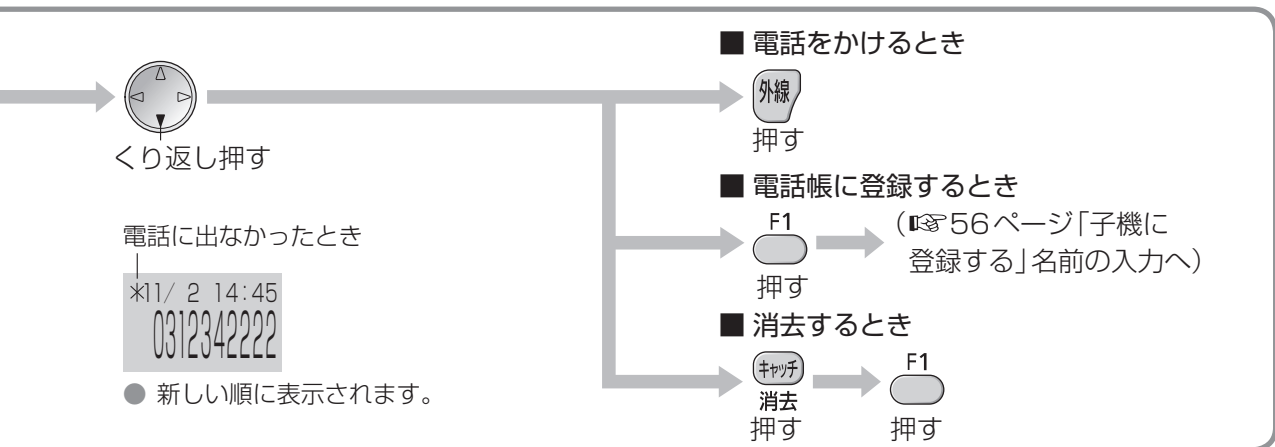 くり返し押す
電話に出なかったとき
*11/ 2 14:45
0312342222
● 新しい順に表示されます。
■ 電話をかけるとき
外線
押す
■ 電話帳に登録するとき
F1
押す
(☞56ページ「子機に
登録する」名前の入力へ)
■ 消去するとき
キャッチ
消去
押す
F1
押す